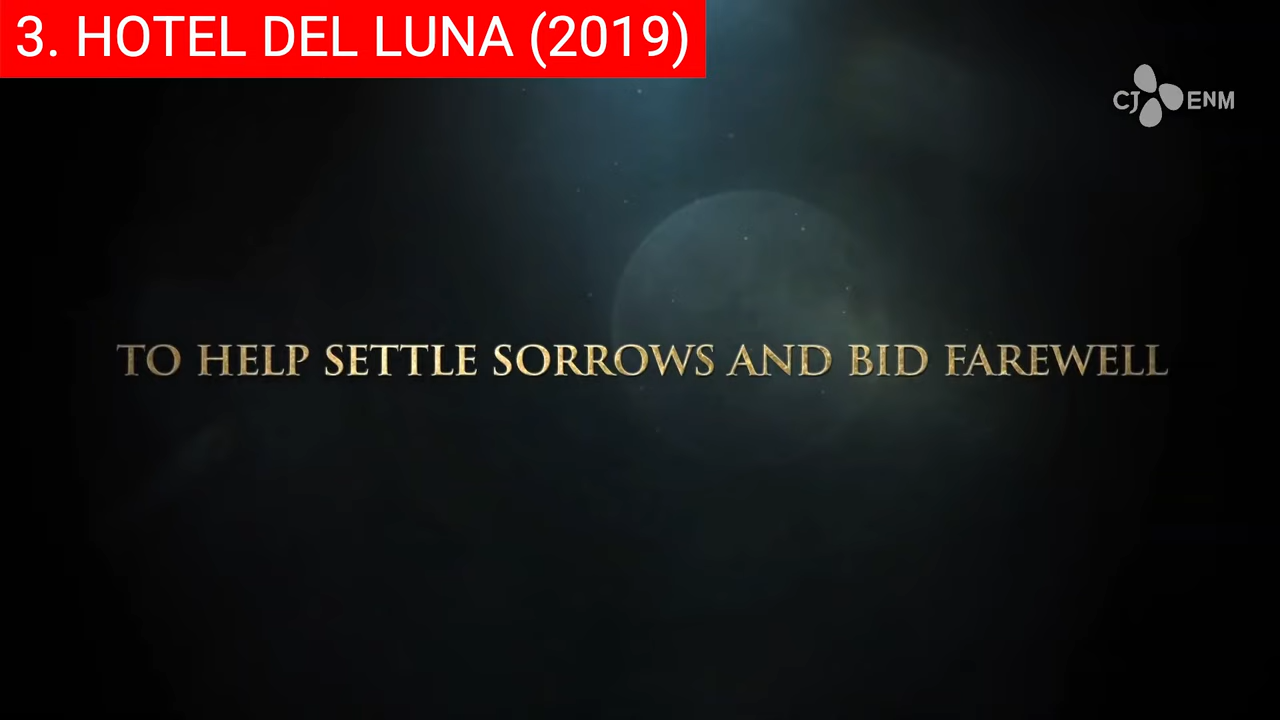 3. HOTEL DEL LUNA (2019)
CJ ENM
TO HELP SETTLE SORROWS AND BID FAREWELL